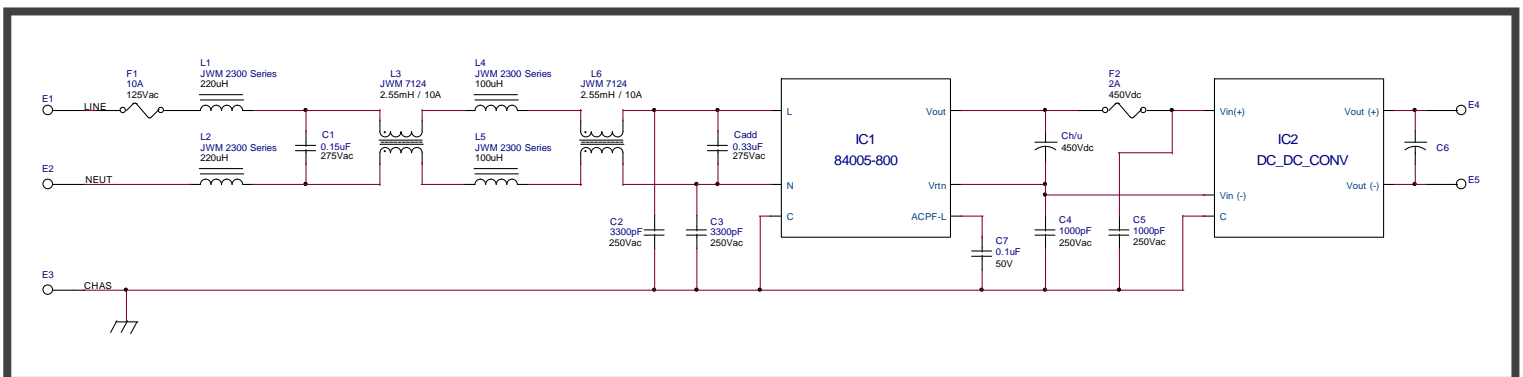 F1
10A
125Vac
L1
JWM 2300 Series
220uH
L3
JWM 7124
2.55mH / 10A
L4
JWM 2300 Series
100uH
L6
JWM 7124
2.55mH / 10A
F2
2A
450Vdc
E1
LINE
L
Vout
Vin(+)
Vout (+)
E4
C1
0.15uF
275Vac
Cadd
0.33uF
275Vac
IC1
84005-800
Ch/u
450Vdc
IC2
DC_DC_CONV
C6
L2
JWM 2300 Series
220uH
L5
JWM 2300 Series
100uH
E2
NEUT
N
Vrtn
Vin (-)
Vout (-)
E5
C
ACPF-L
C
C2
3300pF
250Vac
C3
3300pF
250Vac
C7
0.1uF
50V
C4
1000pF
250Vac
C5
1000pF
250Vac
E3
CHAS